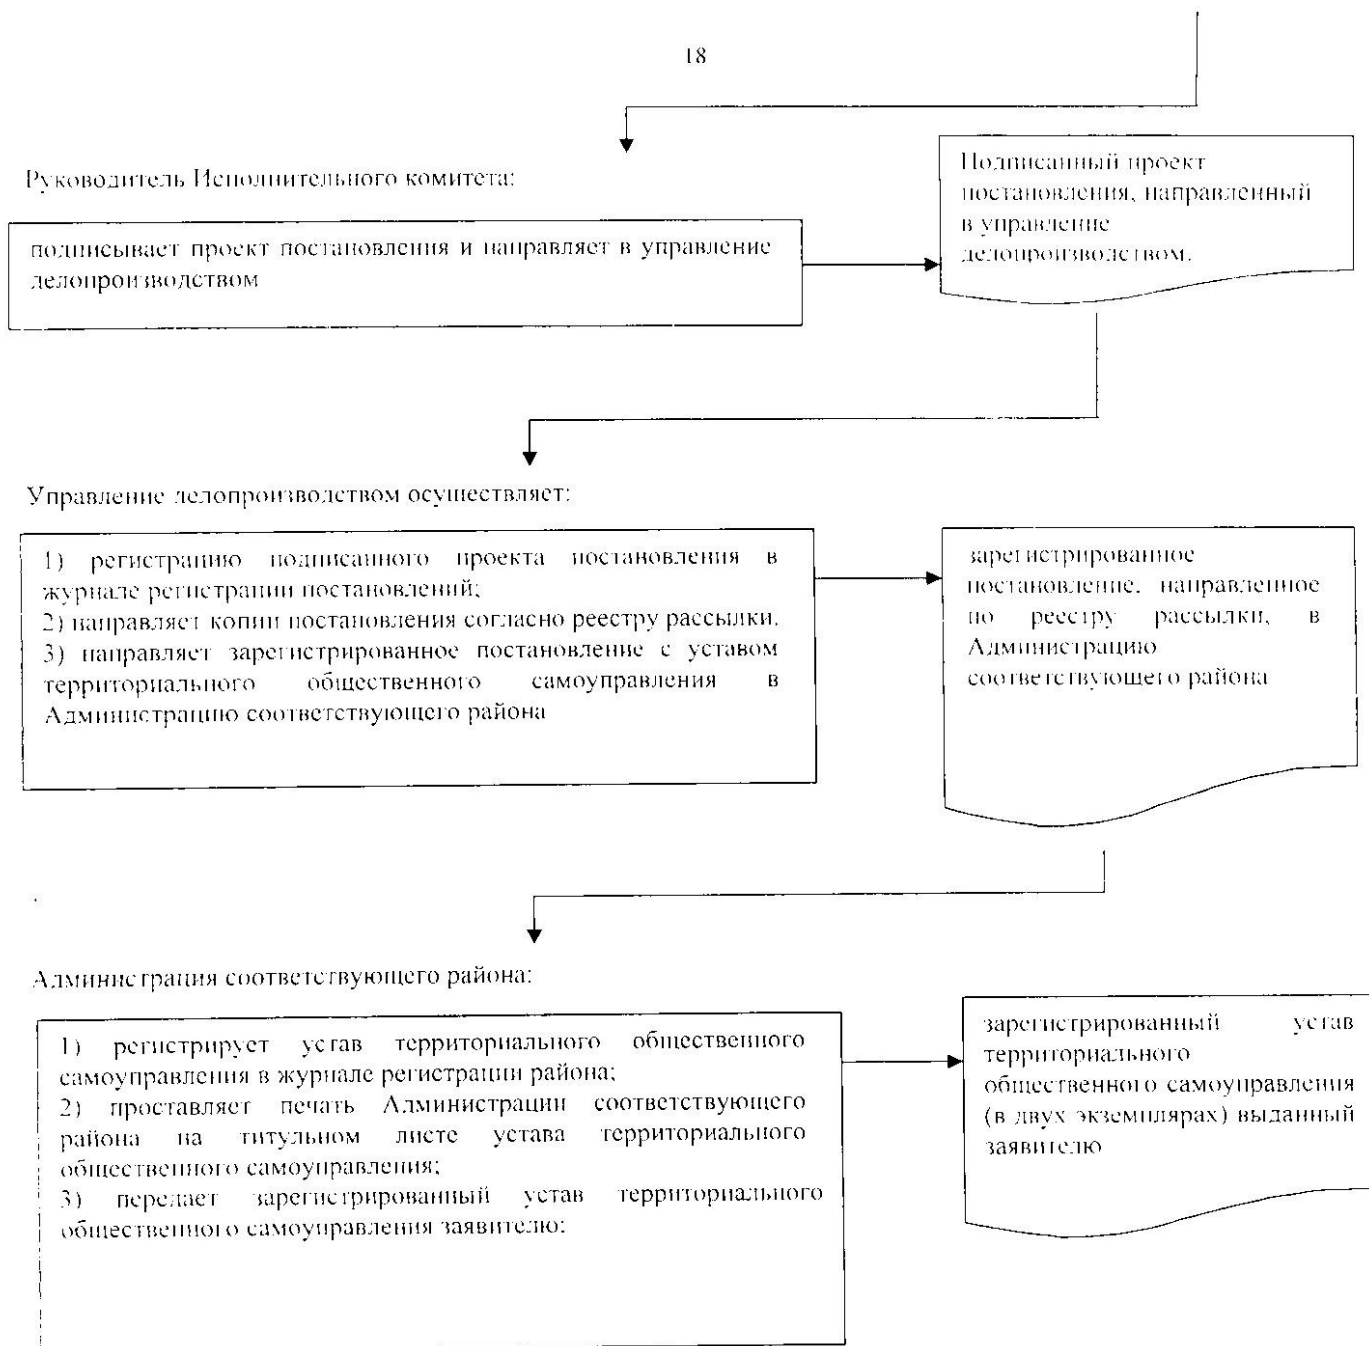 18
Руководитель Исполнительного комитета:
подписывает проект постановления и направляет в управление
делопроизводством
Подписанный проект
постановления, направленный
в управление
делопроизводством.
Управление делопроизводством осуществляет:
1) регистрацию подписанного проекта постановления в
журнале регистрации постановлений;
2) направляет копии постановления согласно реестру рассылки.
3) направляет зарегистрированное постановление с уставом
территориального общественного самоуправления в
Администрацию соответствующего района
зарегистрированное
постановление, направленное
по реестру рассылки, в
Администрацию
соответствующего района
Администрация соответствующего района:
1) регистрирует устав территориального общественного
самоуправления в журнале регистрации района;
2) проставляет печать Администрации соответствующего
района на титульном листе устава территориального
общественного самоуправления;
3) передает зарегистрированный устав территориального
общественного самоуправления заявителю:
зарегистрированный устав
территориального
общественного самоуправления
(в двух экземплярах) выданный
заявителю